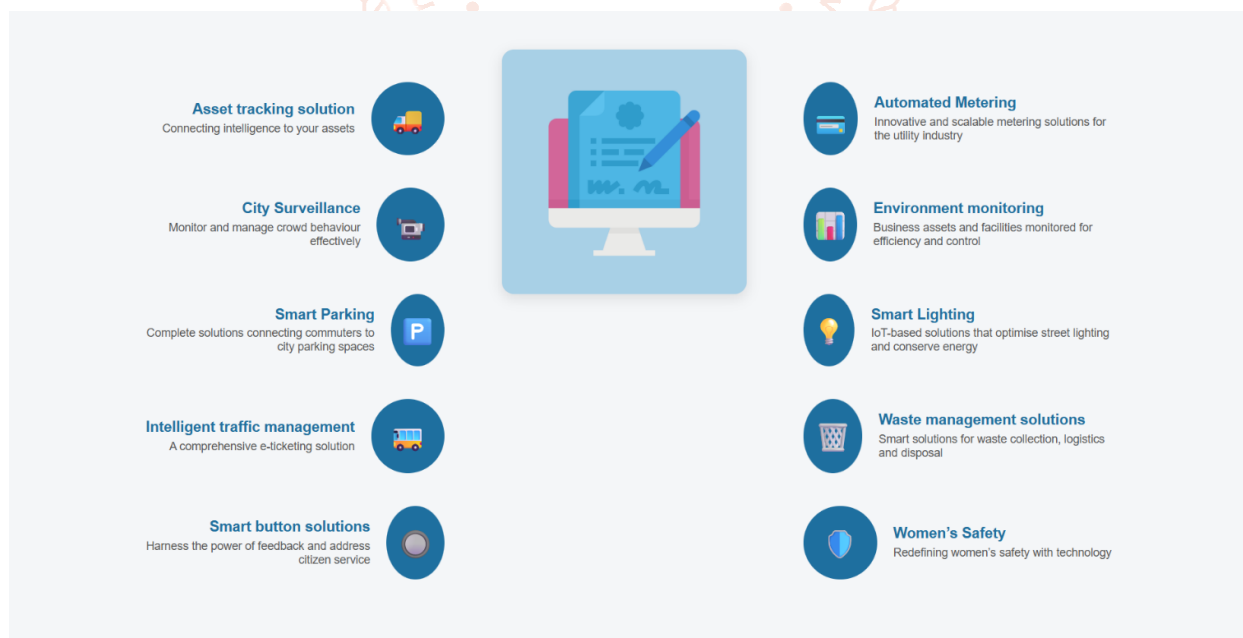 Asset tracking solution
Connecting intelligence to your assets
City Surveillance
Monitor and manage crowd behaviour
effectively
Smart Parking
Complete solutions connecting commuters to
city parking spaces
P
Intelligent traffic management
A comprehensive e-ticketing solution
Smart button solutions
Harness the power of feedback and address
citizen service
Automated Metering
Innovative and scalable metering solutions for
the utility industry
Environment monitoring
Business assets and facilities monitored for
efficiency and control
Smart Lighting
IoT-based solutions that optimise street lighting
and conserve energy
Waste management solutions
Smart solutions for waste collection, logistics
and disposal
Women’s Safety
Redefining women’s safety with technology